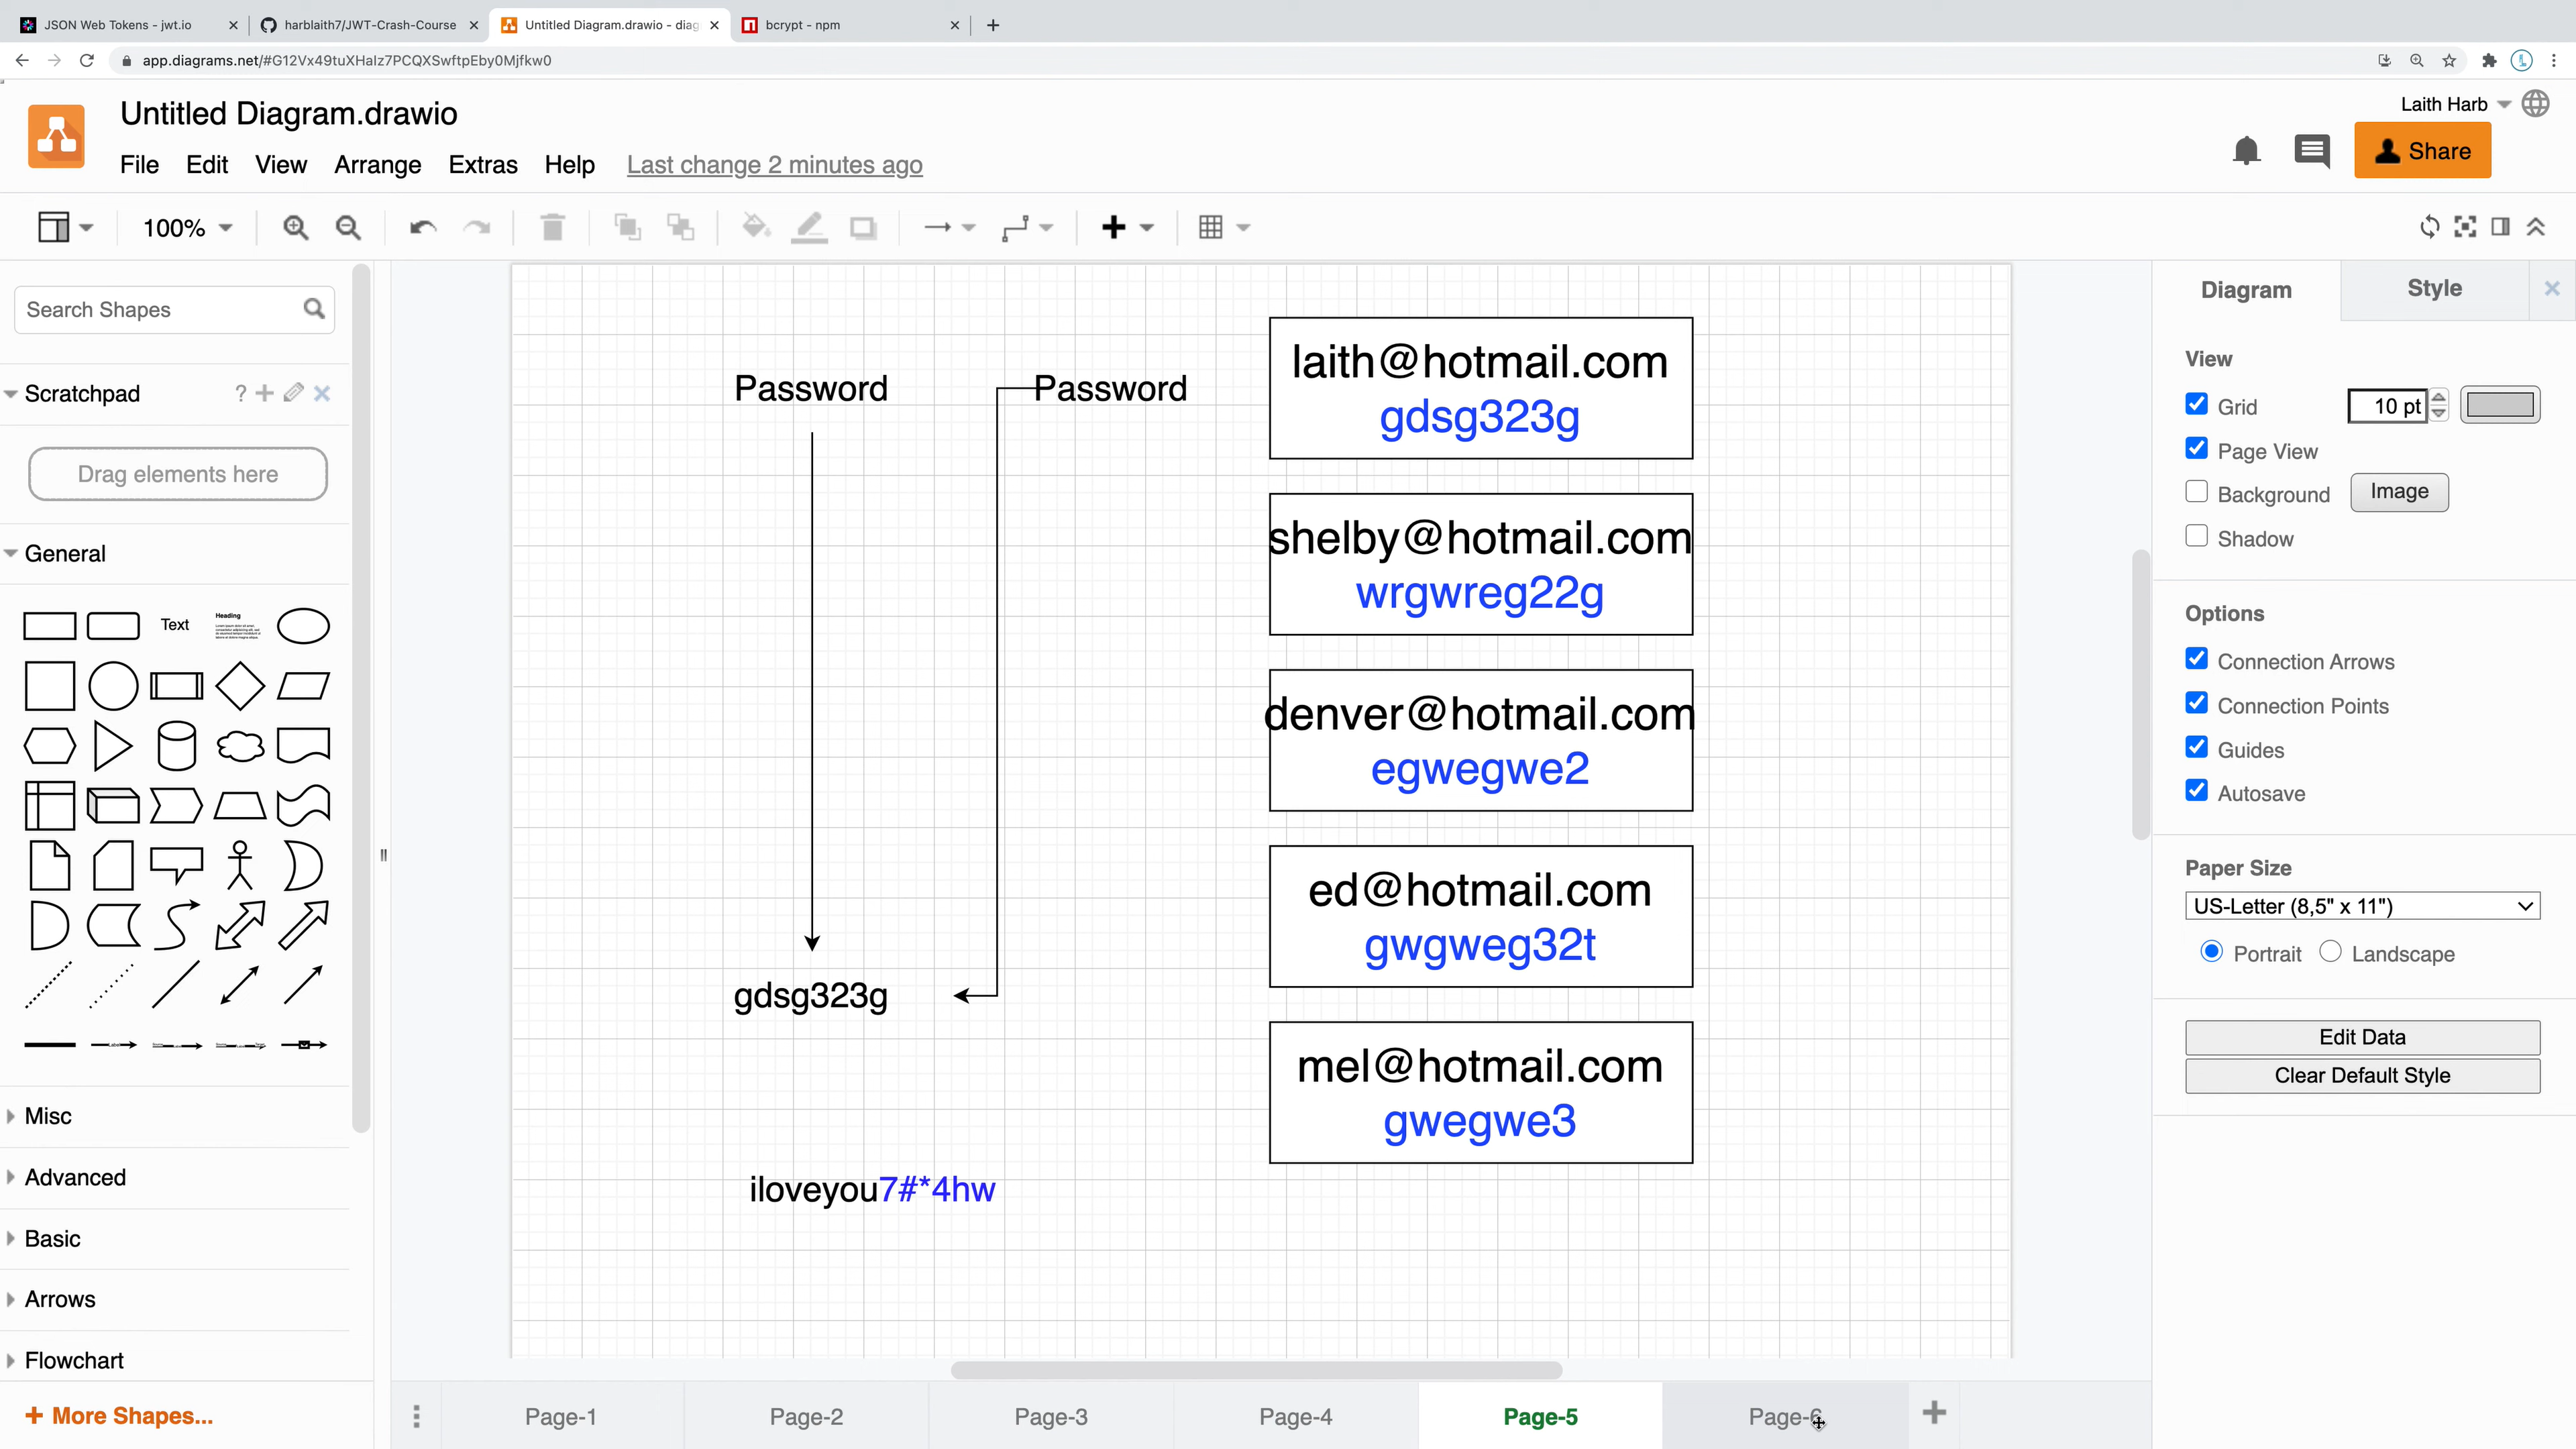 JSON Web Tokens - jwt.io
harblaith7/JWT-Crash-Course
Untitled Diagram.drawio - diag
bcrypt - npm
app.diagrams.net/#G12Vx49tuXHalz7PCQXSwftpEby0Mjfkw0
Untitled Diagram.drawio
Laith Harb
File Edit View Arrange Extras Help Last change 2 minutes ago
Share
100%
Search Shapes
Scratchpad
?
Drag elements here
General
Text
Heading
Misc
Advanced
Basic
Arrows
Flowchart
+ More Shapes...
Password
Password
gdsg323g
iloveyou7#*4hw
laith@hotmail.com
gdsg323g
shelby@hotmail.com
wrgwreg22g
denver@hotmail.com
egwegwe2
ed@hotmail.com
gwgweg32t
mel@hotmail.com
gwegwe3
Diagram
Style
View
Grid
10 pt
Page View
Background
Image
Shadow
Options
Connection Arrows
Connection Points
Guides
Autosave
Paper Size
US-Letter (8,5" x 11")
Portrait
Landscape
Edit Data
Clear Default Style
Page-1
Page-2
Page-3
Page-4
Page-5
Page-6